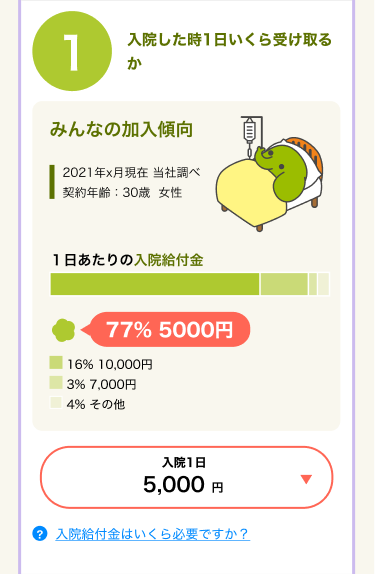 1
入院した時1日いくら受け取る
か
みんなの加入傾向
2021年x月現在 当社調べ
契約年齢：30歳 女性
1日あたりの入院給付金
77% 5000円
16% 10,000円
3% 7,000円
4% その他
入院1日
5,000 円
▼
? 入院給付金はいくら必要ですか？